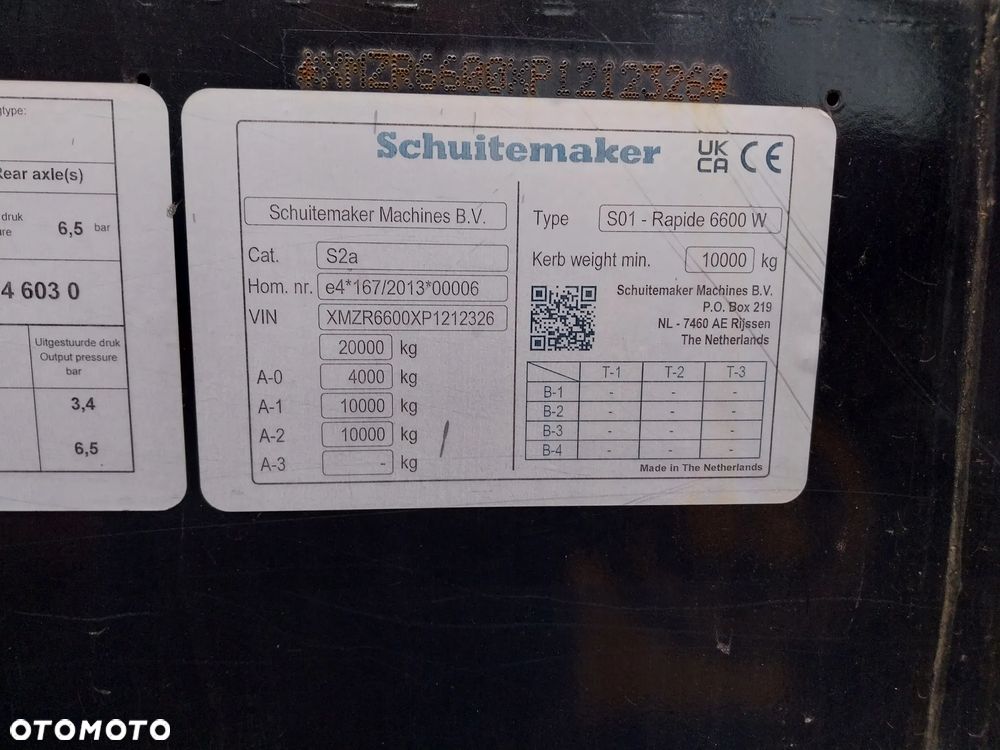 *XMZR6600XP1212326*
type:
Rear axle(s)
druk
6,5 bar
4 603 0
Uitgestuurde druk
Output pressure
bar
3,4
6,5
Schuitemaker UK CA CE
Schuitemaker Machines B.V.
Cat. S2a
Hom. nr. e4*167/2013*00006
VIN XMZR6600XP1212326
20000 kg
A-0 4000 kg
A-1 10000 kg
A-2 10000 kg
A-3 - kg
Type S01 - Rapide 6600 W
Kerb weight min. 10000 kg
Schuitemaker Machines B.V.
P.O. Box 219
NL - 7460 AE Rijssen
The Netherlands
T-1 T-2 T-3
B-1 - - -
B-2 - - -
B-3 - - -
B-4 - - -
Made in The Netherlands
OTOMOTO